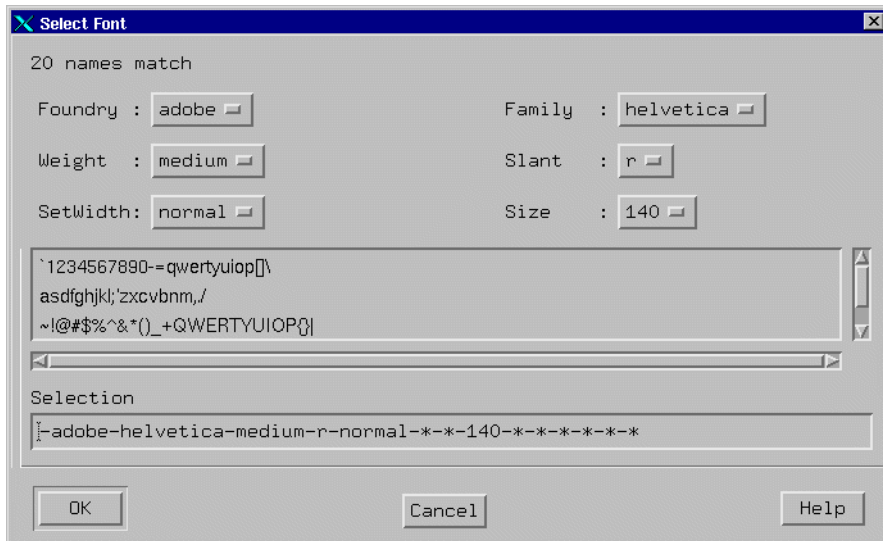 Select Font
20 names match
Foundry : adobe Family : helvetica
Weight : medium Slant : r
SetWidth: normal Size : 140
`1234567890-=qwertyuiop[]\
asdfghjkl;'zxcvbnm,./
~!@#$%^&*()_+QWERTYUIOP{}|
Selection
-adobe-helvetica-medium-r-normal-*-*-140-*-*-*-*-*-*
OK Cancel Help